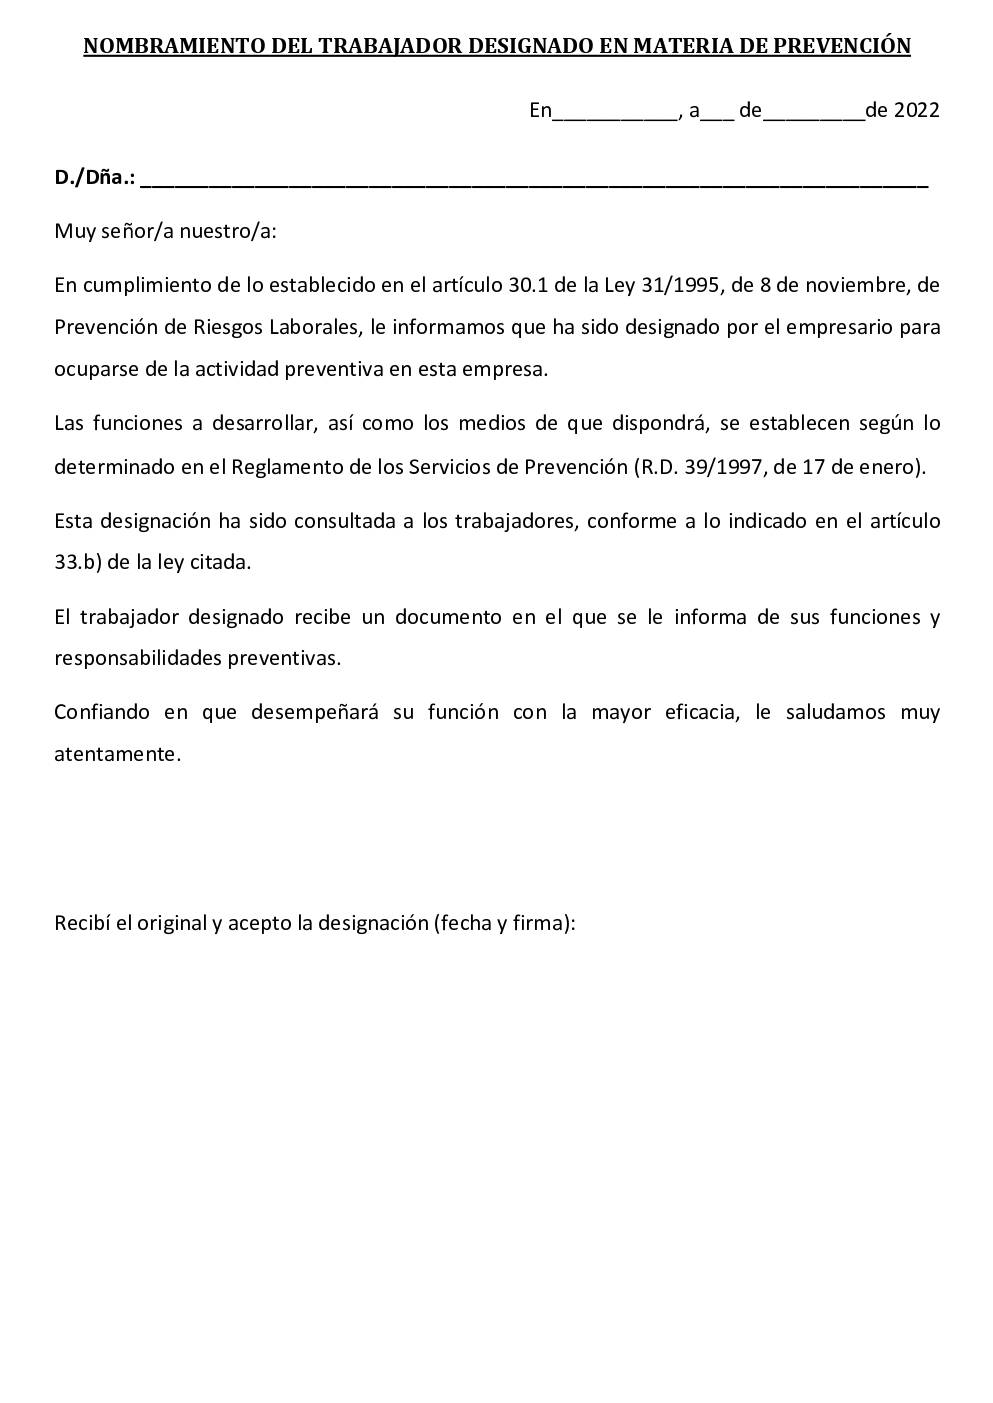 NOMBRAMIENTO DEL TRABAJADOR DESIGNADO EN MATERIA DE PREVENCIÓN
En___________, a___ de_________de 2022
D./Dña.: _____________________________________________________________________
Muy señor/a nuestro/a:
En cumplimiento de lo establecido en el artículo 30.1 de la Ley 31/1995, de 8 de noviembre, de
Prevención de Riesgos Laborales, le informamos que ha sido designado por el empresario para
ocuparse de la actividad preventiva en esta empresa.
Las funciones a desarrollar, así como los medios de que dispondrá, se establecen según lo
determinado en el Reglamento de los Servicios de Prevención (R.D. 39/1997, de 17 de enero).
Esta designación ha sido consultada a los trabajadores, conforme a lo indicado en el artículo
33.b) de la ley citada.
El trabajador designado recibe un documento en el que se le informa de sus funciones y
responsabilidades preventivas.
Confiando en que desempeñará su función con la mayor eficacia, le saludamos muy
atentamente.
Recibí el original y acepto la designación (fecha y firma):